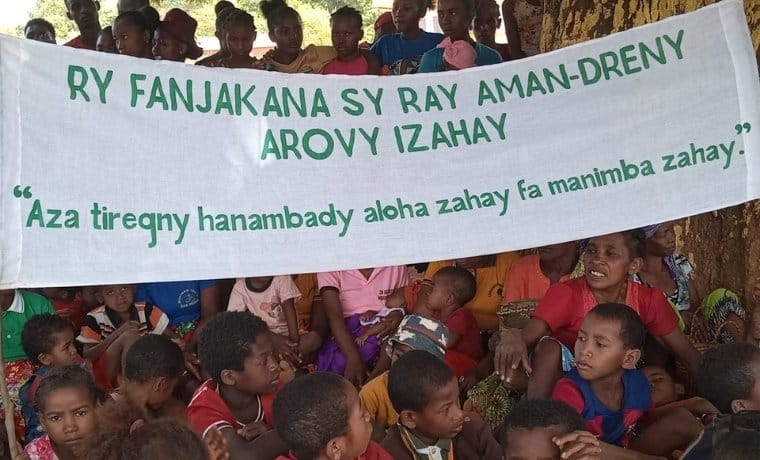 RY FANJAKANA SY RAY AMAN-DRENY
AROVY IZAHAY
“Aza tiregny hanambady aloha zahay fa manimba zahay.”